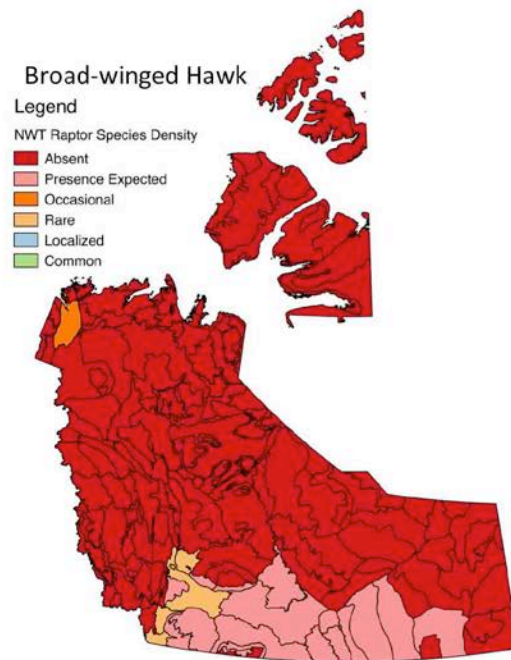 Broad-winged Hawk
Legend
NWT Raptor Species Density
Absent
Presence Expected
Occasional
Rare
Localized
Common